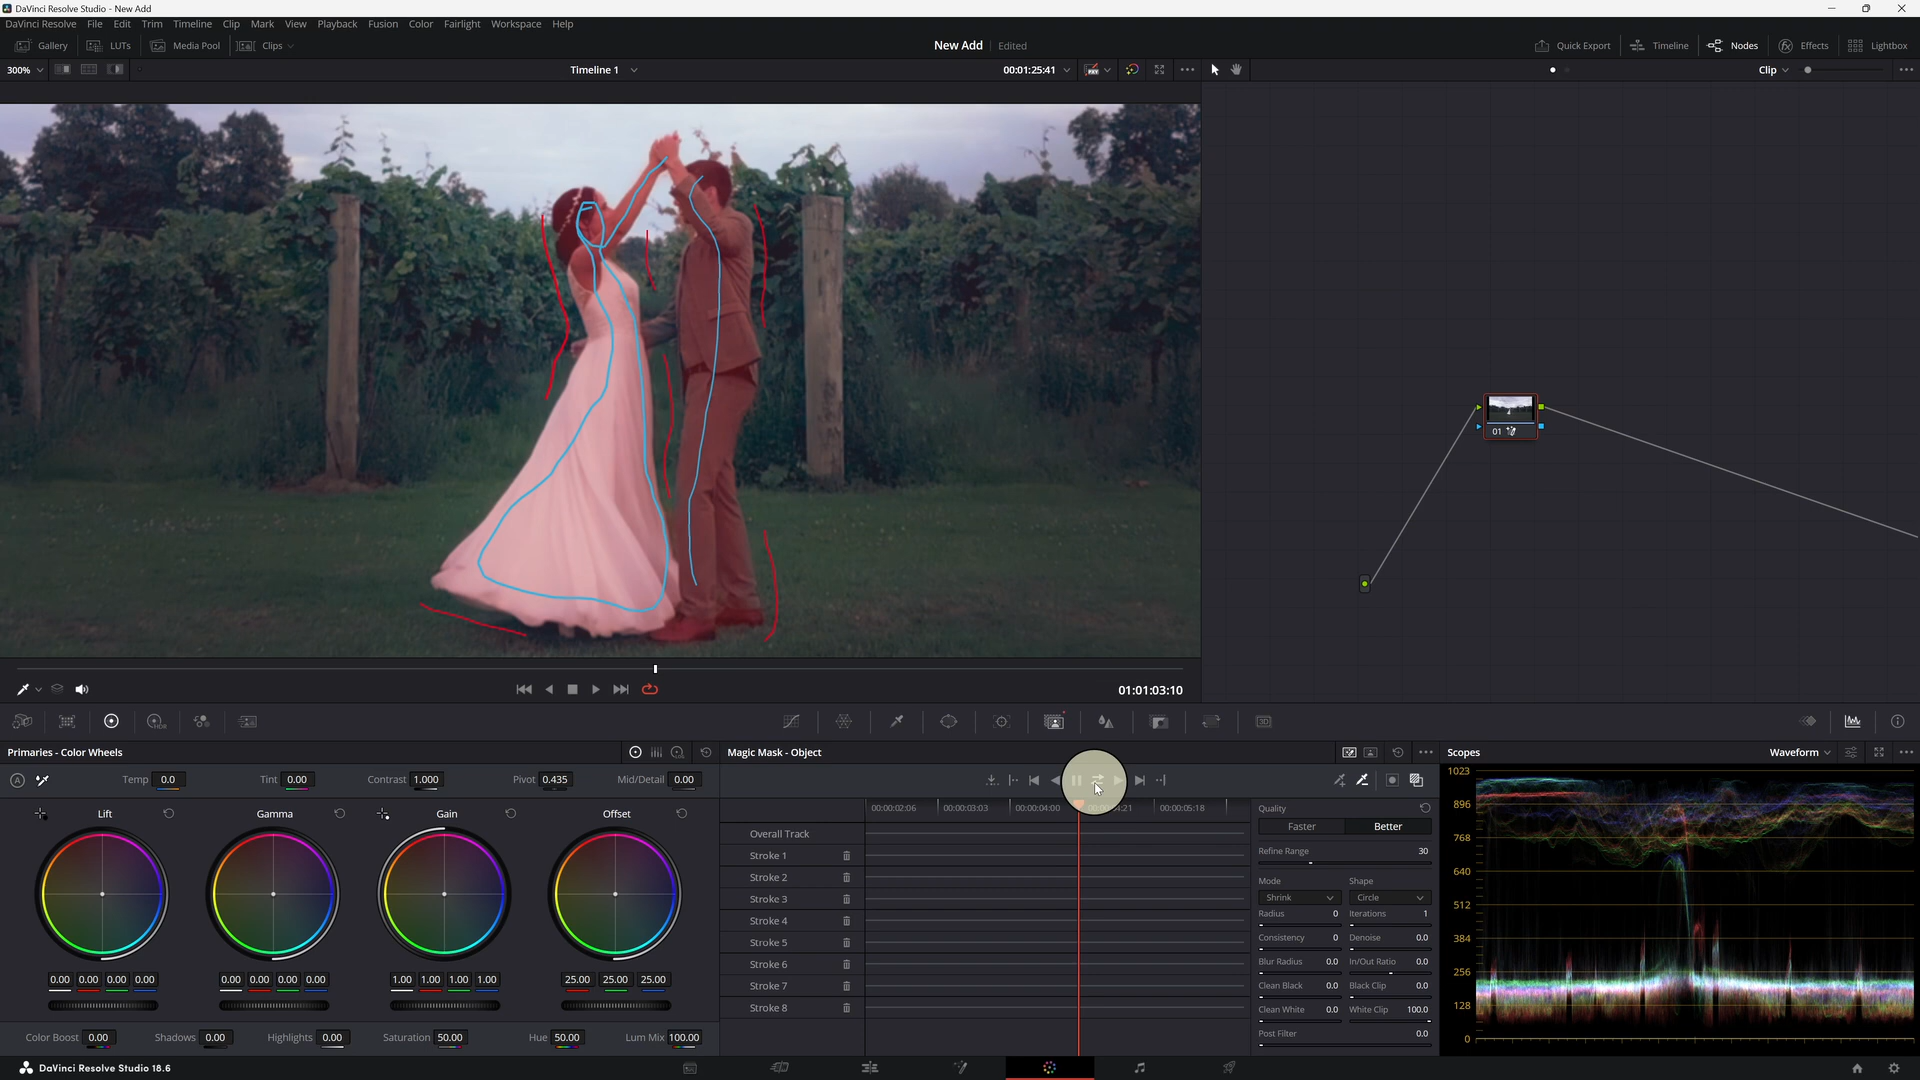 DaVinci Resolve Studio - New Add
DaVinci Resolve File Edit Trim Timeline Clip Mark View Playback Fusion Color Fairlight Workspace Help
Gallery LUTs Media Pool Clips New Add Edited Quick Export Timeline Nodes Effects Lightbox
300% Timeline 1 00:01:25:41 Clip
01
01:01:03:10
Primaries - Color Wheels Magic Mask - Object Scopes Waveform
Temp 0.0 Tint 0.00 Contrast 1.000 Pivot 0.435 Mid/Detail 0.00
Lift Gamma Gain Offset
00:00:02:06 00:00:03:03 00:00:04:00 00:00:05:18
Overall Track
Stroke 1
Stroke 2
Stroke 3
Stroke 4
Stroke 5
Stroke 6
Stroke 7
Stroke 8
Quality
Faster Better
Refine Range 30
Mode Shape
Shrink Circle
Radius 0 Iterations 1
Consistency 0 Denoise 0.0
Blur Radius 0.0 In/Out Ratio 0.0
Clean Black 0.0 Black Clip 0.0
Clean White 0.0 White Clip 100.0
Post Filter 0.0
1023
896
768
640
512
384
256
128
0
0.00 0.00 0.00 0.00 0.00 0.00 0.00 0.00 1.00 1.00 1.00 1.00 25.00 25.00 25.00
Color Boost 0.00 Shadows 0.00 Highlights 0.00 Saturation 50.00 Hue 50.00 Lum Mix 100.00
DaVinci Resolve Studio 18.6